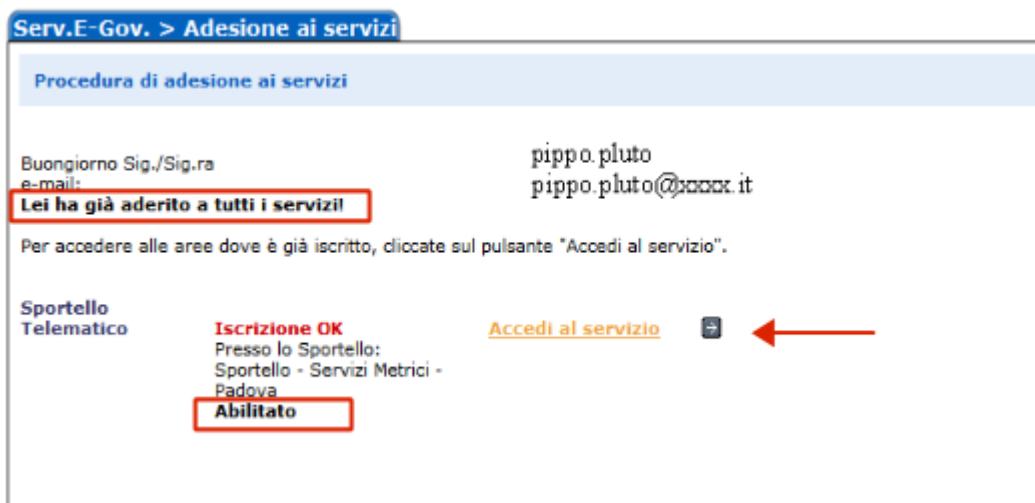 Serv.E-Gov. > Adesione ai servizi
Procedura di adesione ai servizi
Buongiorno Sig./Sig.ra pippo.pluto
e-mail: pippo.pluto@xxxx.it
Lei ha già aderito a tutti i servizi!
Per accedere alle aree dove è già iscritto, cliccate sul pulsante "Accedi al servizio".
Sportello
Telematico Iscrizione OK Accedi al servizio
Presso lo Sportello:
Sportello - Servizi Metrici -
Padova
Abilitato